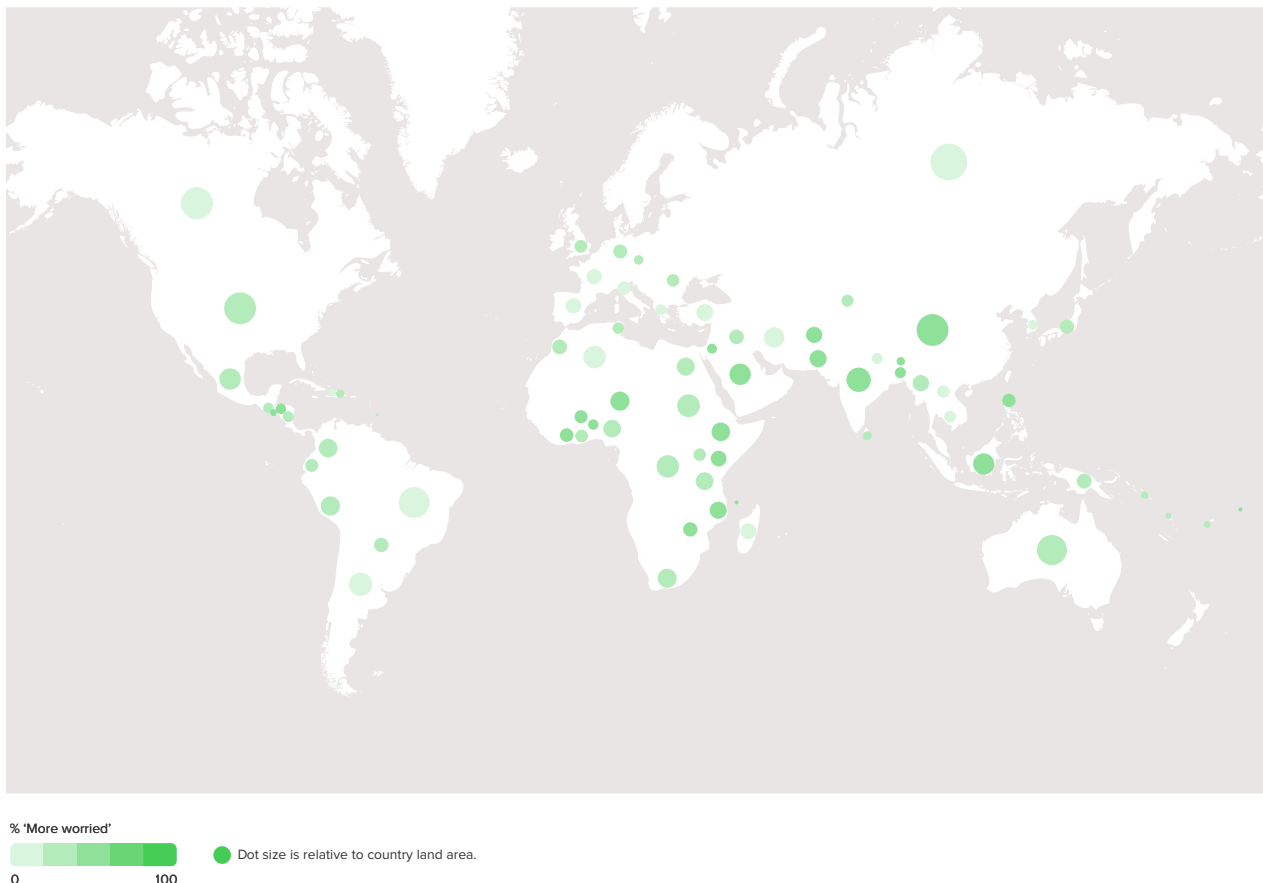 % ‘More worried’
Dot size is relative to country land area.
0 100